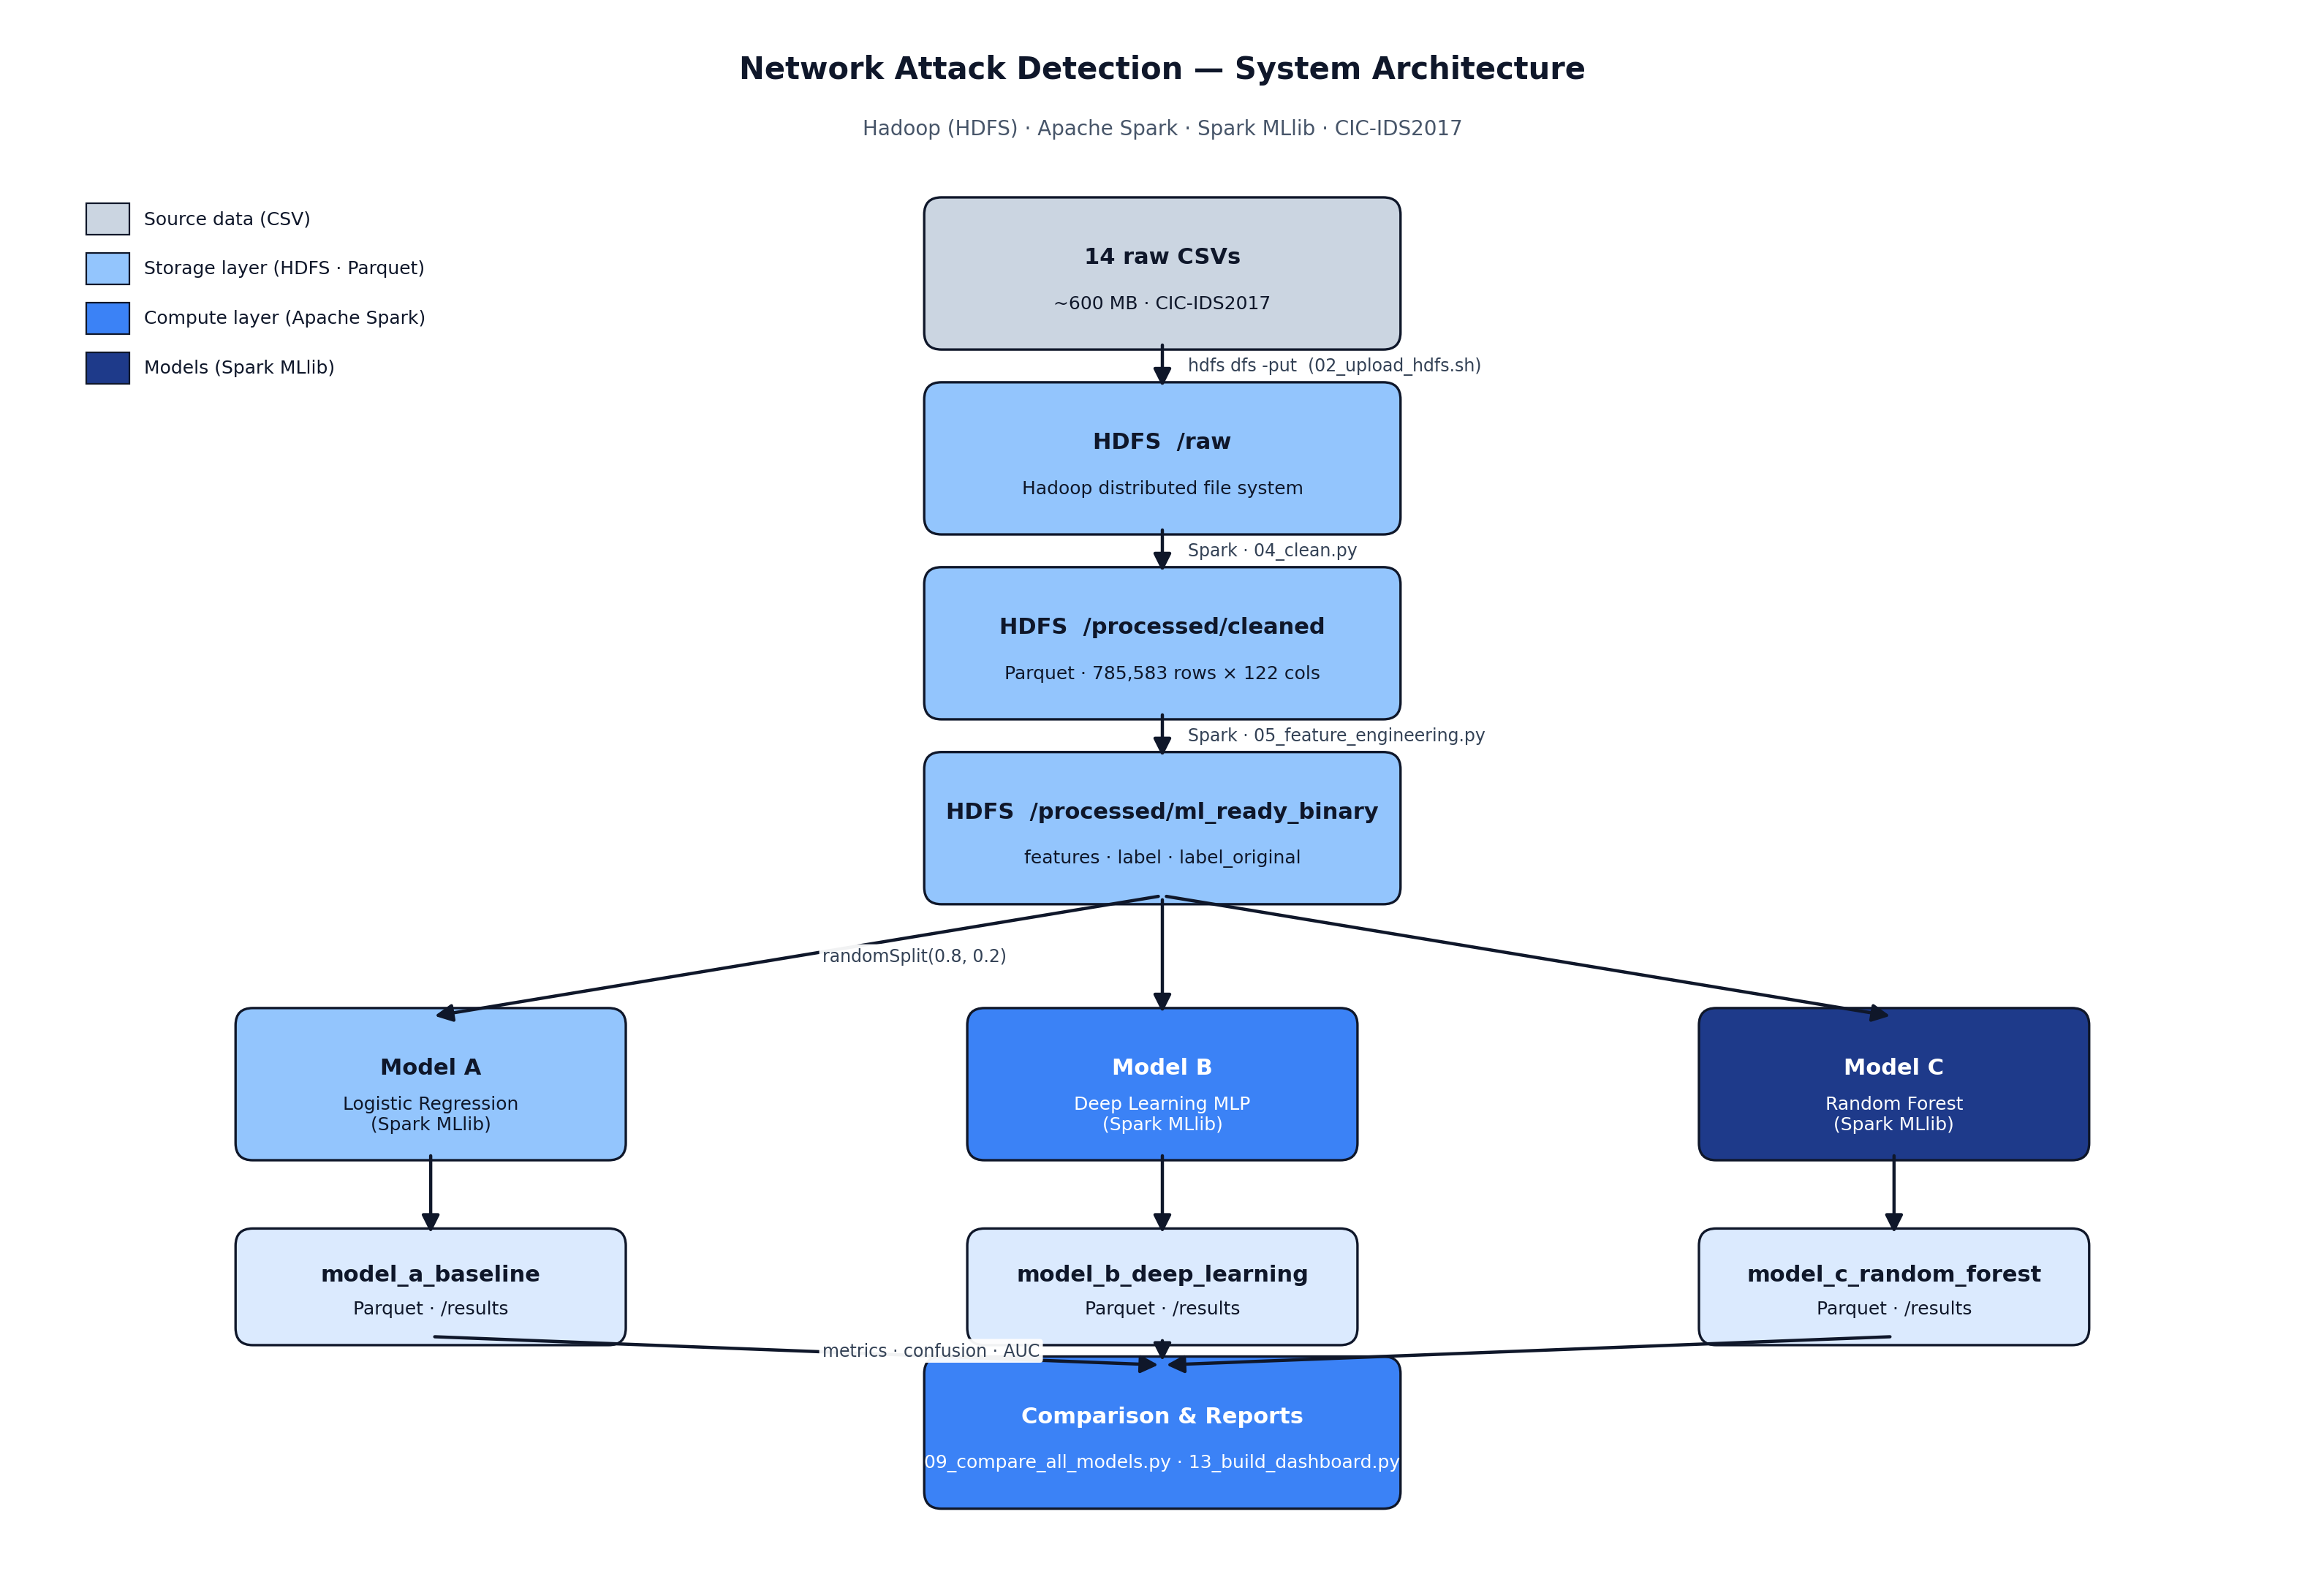 Network Attack Detection — System Architecture
Hadoop (HDFS) · Apache Spark · Spark MLlib · CIC-IDS2017
Source data (CSV)
Storage layer (HDFS · Parquet)
Compute layer (Apache Spark)
Models (Spark MLlib)
14 raw CSVs
~600 MB · CIC-IDS2017
hdfs dfs -put  (02_upload_hdfs.sh)
HDFS  /raw
Hadoop distributed file system
Spark · 04_clean.py
HDFS  /processed/cleaned
Parquet · 785,583 rows × 122 cols
Spark · 05_feature_engineering.py
HDFS  /processed/ml_ready_binary
features · label · label_original
randomSplit(0.8, 0.2)
Model A
Logistic Regression
(Spark MLlib)
Model B
Deep Learning MLP
(Spark MLlib)
Model C
Random Forest
(Spark MLlib)
model_a_baseline
Parquet · /results
model_b_deep_learning
Parquet · /results
model_c_random_forest
Parquet · /results
metrics · confusion · AUC
Comparison & Reports
09_compare_all_models.py · 13_build_dashboard.py